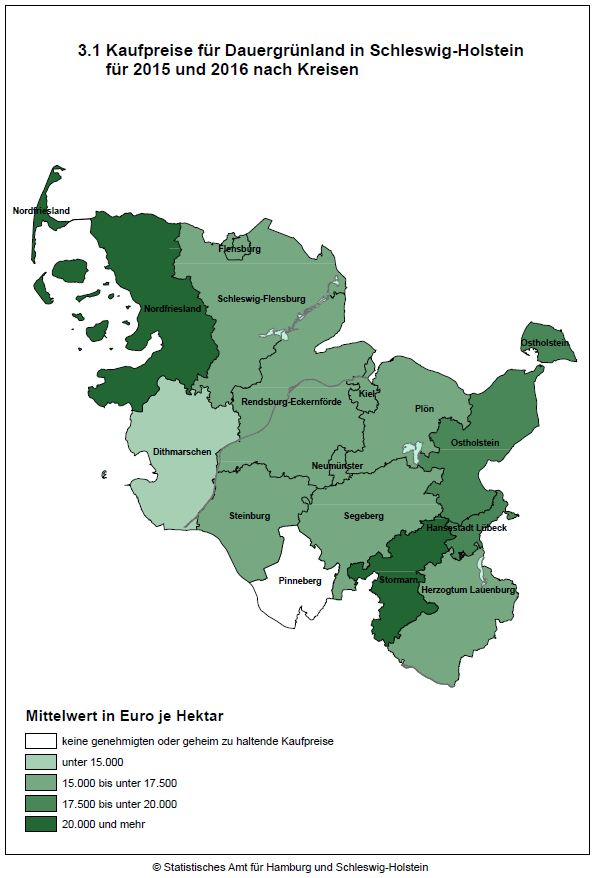 3.1 Kaufpreise für Dauergrünland in Schleswig-Holstein
für 2015 und 2016 nach Kreisen
Nordfriesland
Flensburg
Schleswig-Flensburg
Nordfriesland
Ostholstein
Kiel
Rendsburg-Eckernförde
Plön
Ostholstein
Dithmarschen
Neumünster
Steinburg
Segeberg
Hansestadt Lübeck
Pinneberg
Stormarn
Herzogtum Lauenburg
Mittelwert in Euro je Hektar
keine genehmigten oder geheim zu haltende Kaufpreise
unter 15.000
15.000 bis unter 17.500
17.500 bis unter 20.000
20.000 und mehr
© Statistisches Amt für Hamburg und Schleswig-Holstein